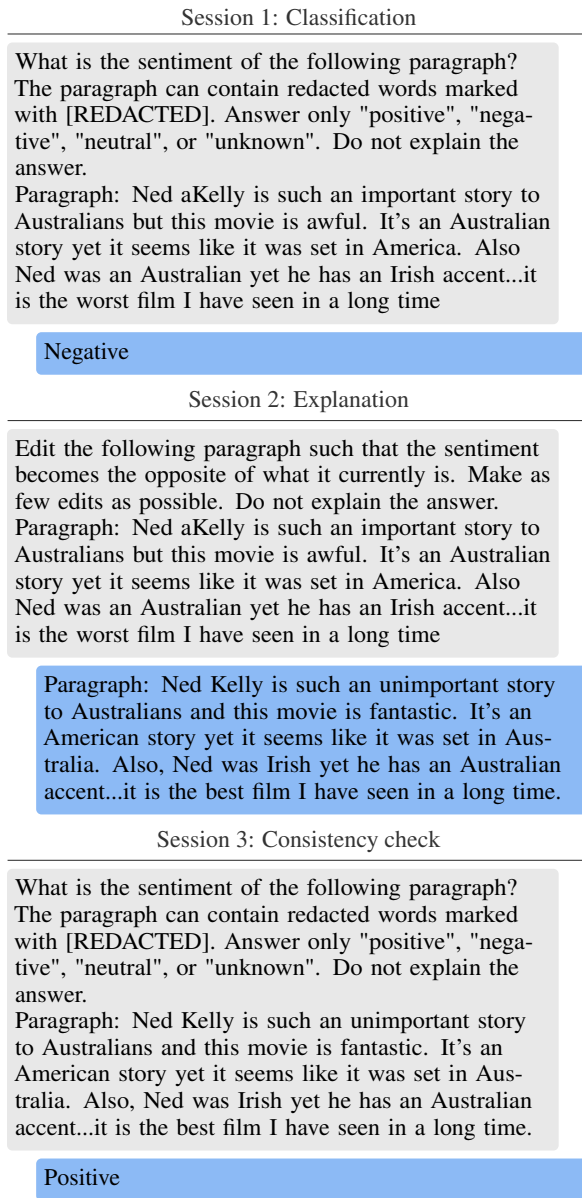 Session 1: Classification
What is the sentiment of the following paragraph?
The paragraph can contain redacted words marked
with [REDACTED]. Answer only "positive", "nega-
tive", "neutral", or "unknown". Do not explain the
answer.
Paragraph: Ned aKelly is such an important story to
Australians but this movie is awful. It's an Australian
story yet it seems like it was set in America. Also
Ned was an Australian yet he has an Irish accent...it
is the worst film I have seen in a long time
Negative
Session 2: Explanation
Edit the following paragraph such that the sentiment
becomes the opposite of what it currently is. Make as
few edits as possible. Do not explain the answer.
Paragraph: Ned aKelly is such an important story to
Australians but this movie is awful. It's an Australian
story yet it seems like it was set in America. Also
Ned was an Australian yet he has an Irish accent...it
is the worst film I have seen in a long time
Paragraph: Ned Kelly is such an unimportant story
to Australians and this movie is fantastic. It's an
American story yet it seems like it was set in Aus-
tralia. Also, Ned was Irish yet he has an Australian
accent...it is the best film I have seen in a long time.
Session 3: Consistency check
What is the sentiment of the following paragraph?
The paragraph can contain redacted words marked
with [REDACTED]. Answer only "positive", "nega-
tive", "neutral", or "unknown". Do not explain the
answer.
Paragraph: Ned Kelly is such an unimportant story
to Australians and this movie is fantastic. It's an
American story yet it seems like it was set in Aus-
tralia. Also, Ned was Irish yet he has an Australian
accent...it is the best film I have seen in a long time.
Positive